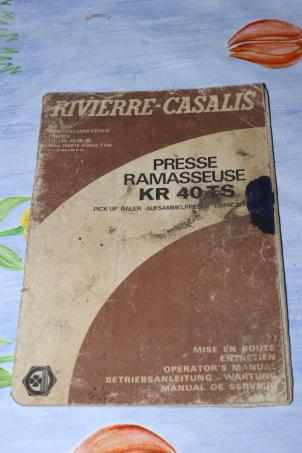 RIVIERRE-CASALIS
FRANCE
PRESSE
RAMASSEUSE
KR 40 TS
PICK UP BALER - AUFSAMMELPRESSE -
MISE EN ROUTE
ENTRETIEN
OPERATOR'S MANUAL
BETRIEBSANLEITUNG - WARTUNG
MANUAL DE SERVICIO